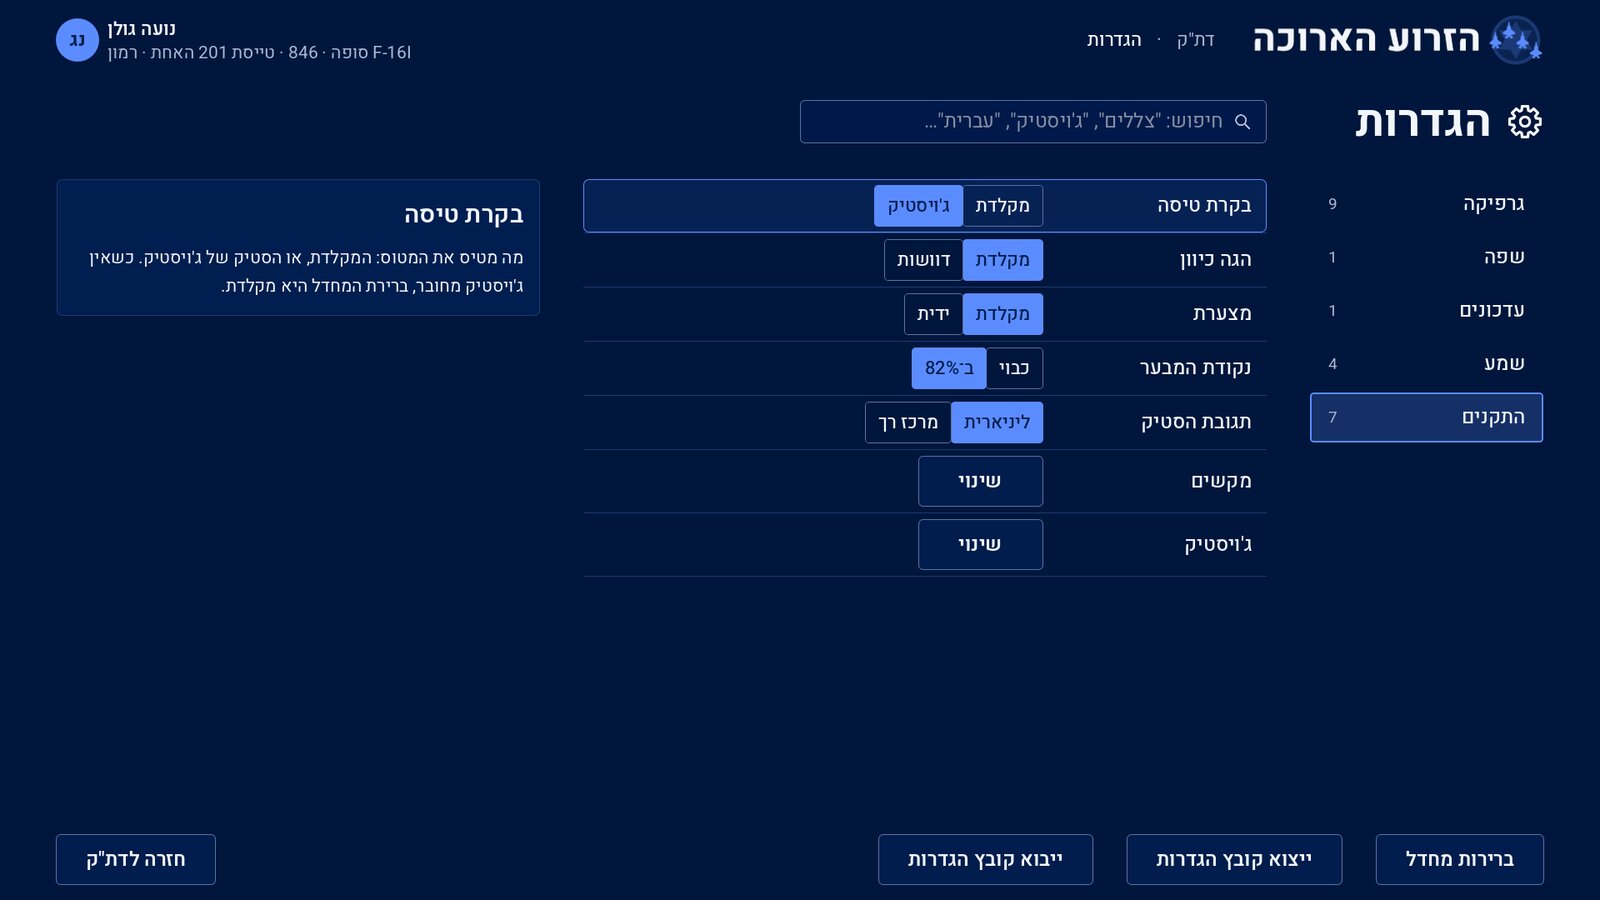 הזרוע הארוכה
דת"ק · הגדרות
נועה גולן
F-16I סופה · 846 · טייסת 201 האחת · רמון
נג
הגדרות
חיפוש: "צללים", "ג'ויסטיק", "עברית"...
גרפיקה 9
שפה 1
עדכונים 1
שמע 4
התקנים 7
בקרת טיסה מקלדת ג'ויסטיק
הגה כיוון מקלדת דוושות
מצערת מקלדת ידית
נקודת המבער כבוי ב־82%
תגובת הסטיק ליניארית מרכז רך
מקשים שינוי
ג'ויסטיק שינוי
בקרת טיסה
מה מטיס את המטוס: המקלדת, או הסטיק של ג'ויסטיק. כשאין
ג'ויסטיק מחובר, ברירת המחדל היא מקלדת.
ברירות מחדל
ייצוא קובץ הגדרות
ייבוא קובץ הגדרות
חזרה לדת"ק